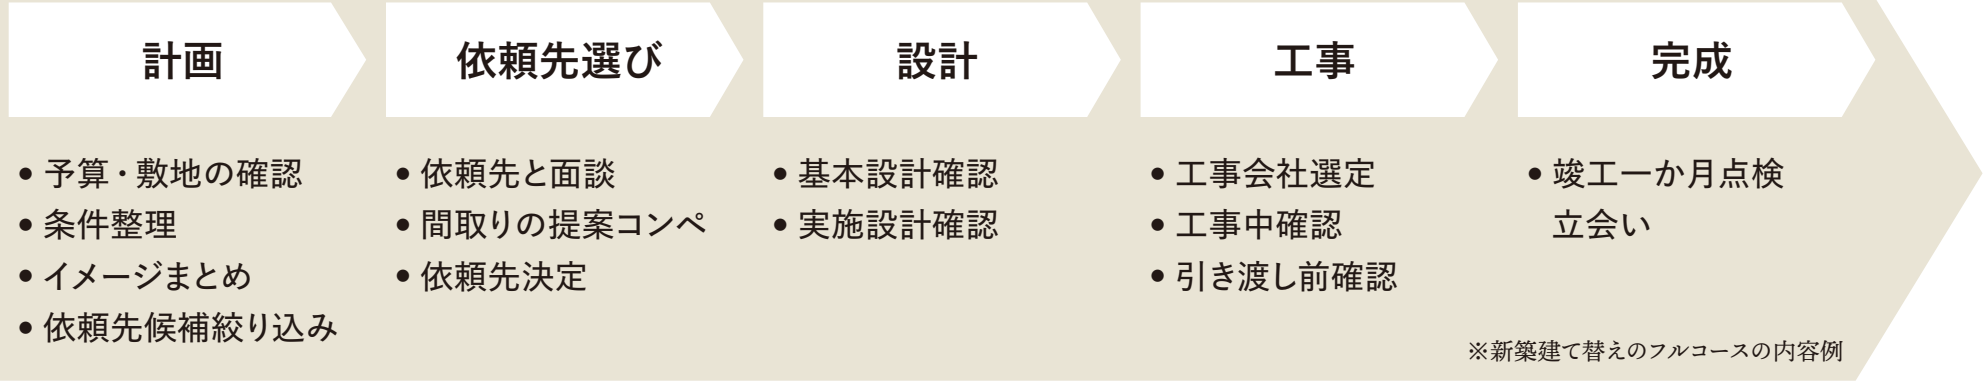 計画
・予算・敷地の確認
・条件整理
・イメージまとめ
・依頼先候補絞り込み
依頼先選び
・依頼先と面談
・間取りの提案コンペ
・依頼先決定
設計
・基本設計確認
・実施設計確認
工事
・工事会社選定
・工事中確認
・引き渡し前確認
完成
・竣工一か月点検
立会い
※新築建て替えのフルコースの内容例